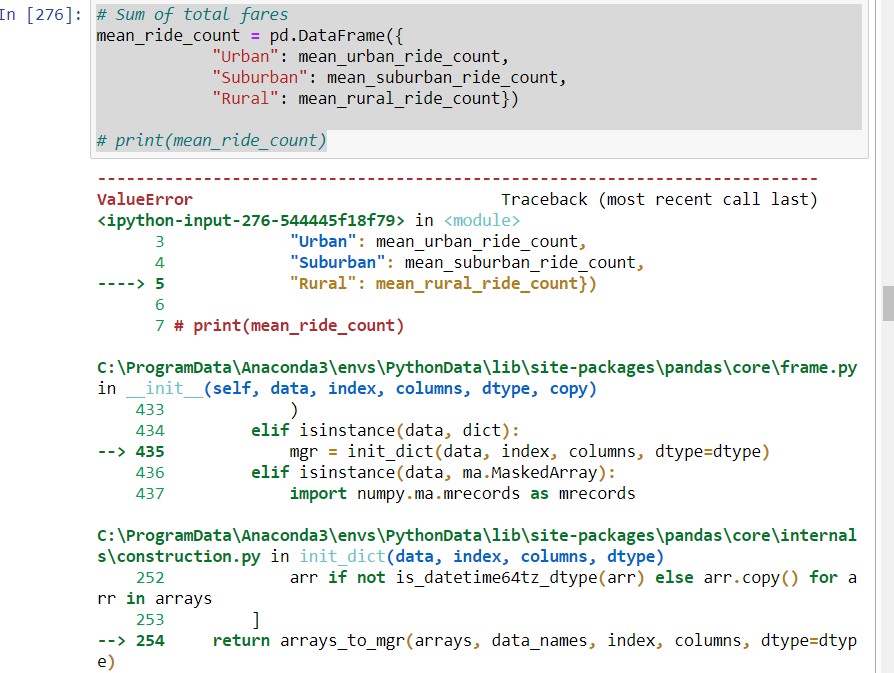 In [276]: # Sum of total fares
mean_ride_count = pd.DataFrame({
"Urban": mean_urban_ride_count,
"Suburban": mean_suburban_ride_count,
"Rural": mean_rural_ride_count})
# print(mean_ride_count)
---------------------------------------------------------------------------
ValueError Traceback (most recent call last)
<ipython-input-276-544445f18f79> in <module>
3 "Urban": mean_urban_ride_count,
4 "Suburban": mean_suburban_ride_count,
----> 5 "Rural": mean_rural_ride_count})
6
7 # print(mean_ride_count)
C:\ProgramData\Anaconda3\envs\PythonData\lib\site-packages\pandas\core\frame.py
in __init__(self, data, index, columns, dtype, copy)
433 )
434 elif isinstance(data, dict):
--> 435 mgr = init_dict(data, index, columns, dtype=dtype)
436 elif isinstance(data, ma.MaskedArray):
437 import numpy.ma.mrecords as mrecords
C:\ProgramData\Anaconda3\envs\PythonData\lib\site-packages\pandas\core\internal
s\construction.py in init_dict(data, index, columns, dtype)
252 arr if not is_datetime64tz_dtype(arr) else arr.copy() for a
rr in arrays
253 ]
--> 254 return arrays_to_mgr(arrays, data_names, index, columns, dtype=dtyp
e)